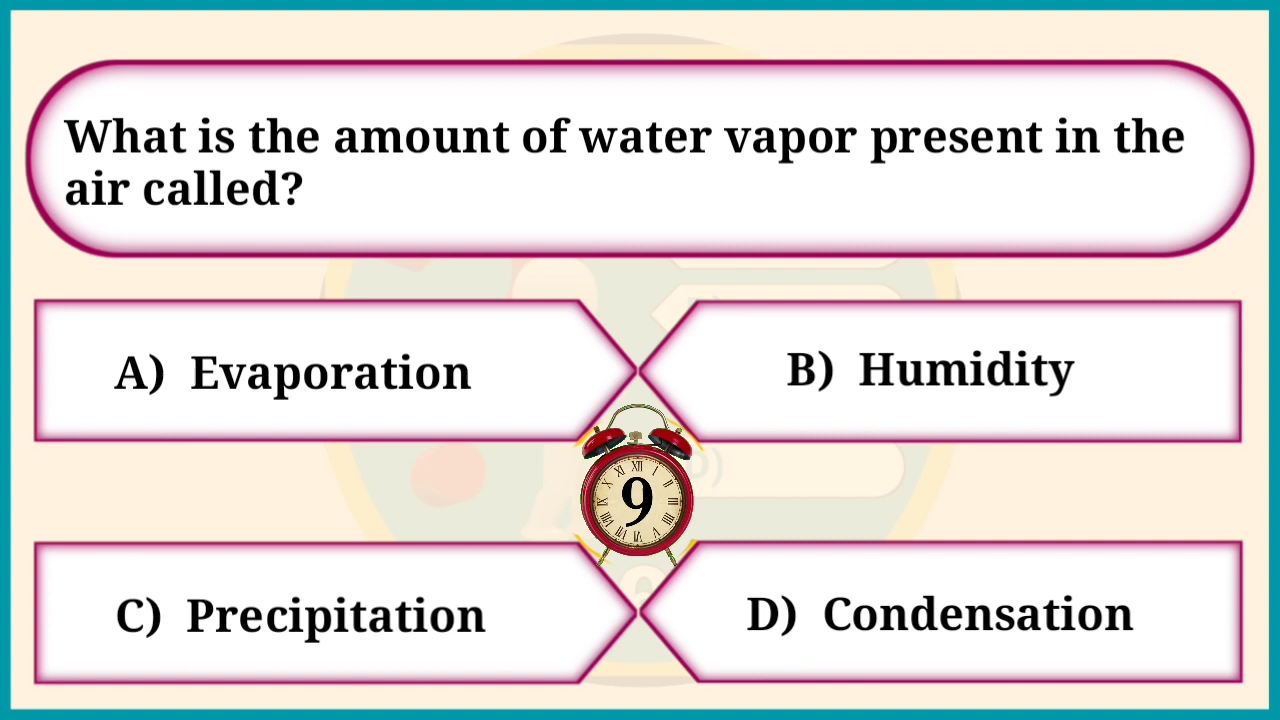 What is the amount of water vapor present in the
air called?
A) Evaporation
B) Humidity
9
C) Precipitation
D) Condensation